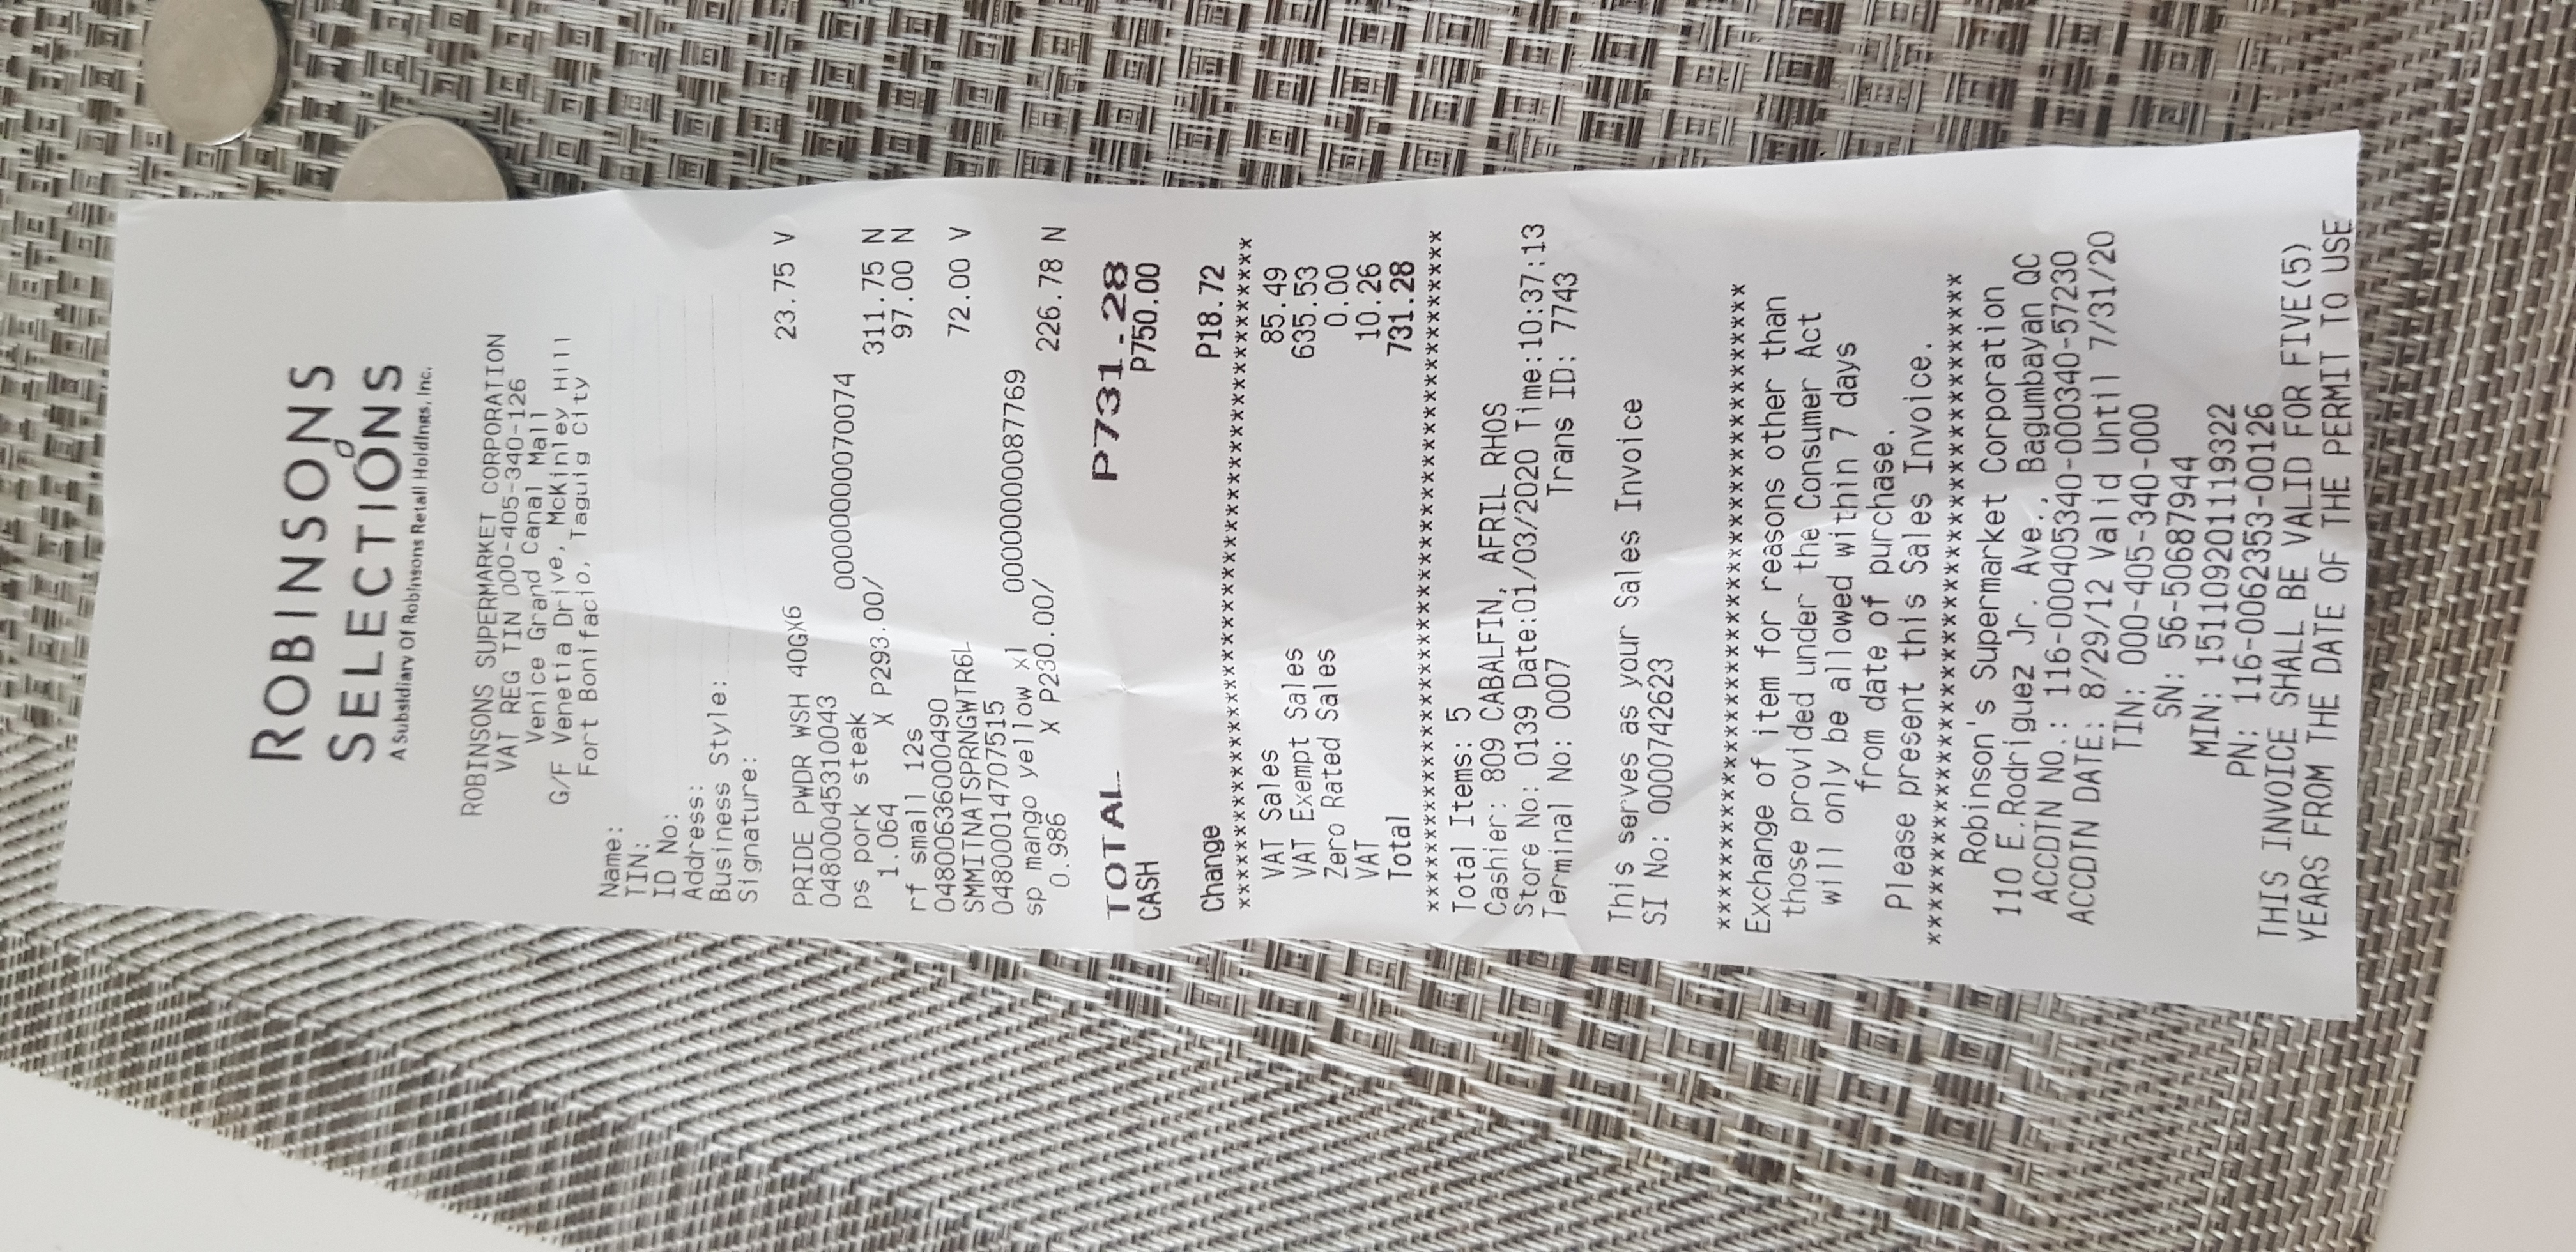 ROBINSONS
SELECTIONS
A Subsidiary Of Robinsons Retail Holdings, Inc.
ROBINSONS SUPERMARKET CORPORATION
VAT REG TIN 000-405-340-126
Venice Grand Canal Mall
G/F Venetia Drive, McKinley Hill
Fort Bonifacio, Taguig City
Name:
TIN:
ID No:
Address:
Business Style:
Signature:
PRIDE PWDR WSH 40GX6 23.75 V
04800045310043
ps pork steak 0000000070074
1.064 X P293.00/ 311.75 N
rf small 12s 97.00 N
04800636000490
SMMITNATSPRNGWTR6L 72.00 V
04800014707515
sp mango yellow xl 0000000087769
0.986 X P230.00/ 226.78 N
TOTAL P731.28
CASH P750.00
Change P18.72
****************************************
VAT Sales 85.49
VAT Exempt Sales 635.53
Zero Rated Sales 0.00
VAT 10.26
Total 731.28
****************************************
Total Items: 5
Cashier: 809 CABALFIN, AFRIL RHOS
Store No: 0139 Date:01/03/2020 Time:10:37:13
Terminal No: 0007 Trans ID: 7743
This serves as your Sales Invoice
SI No: 0000742623
****************************************
Exchange of item for reasons other than
those provided under the Consumer Act
will only be allowed within 7 days
from date of purchase.
Please present this Sales Invoice.
****************************************
Robinson's Supermarket Corporation
110 E.Rodriguez Jr. Ave., Bagumbayan QC
ACCDTN NO.: 116-000405340-000340-57230
ACCDTN DATE: 8/29/12 Valid Until 7/31/20
TIN: 000-405-340-000
SN: 56-50687944
MIN: 151109201119322
PN: 116-0062353-00126
THIS INVOICE SHALL BE VALID FOR FIVE(5)
YEARS FROM THE DATE OF THE PERMIT TO USE